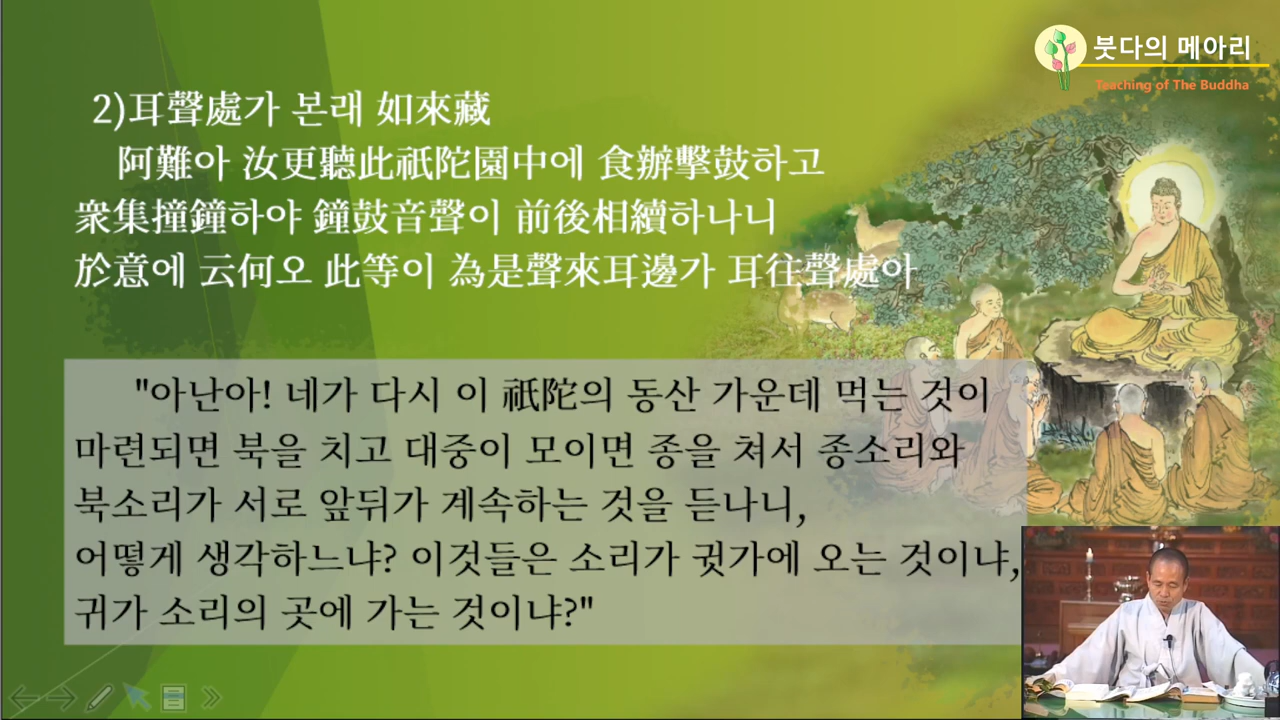 붓다의 메아리
Teaching of The Buddha
2)耳聲處가 본래 如來藏
阿難아 汝更聽此祇陀園中에 食辦擊鼓하고
衆集撞鐘하야 鐘鼓音聲이 前後相續하나니
於意에 云何오 此等이 為是聲來耳邊가 耳往聲處아
"아난아! 네가 다시 이 祇陀의 동산 가운데 먹는 것이
마련되면 북을 치고 대중이 모이면 종을 쳐서 종소리와
북소리가 서로 앞뒤가 계속하는 것을 듣나니,
어떻게 생각하느냐? 이것들은 소리가 귓가에 오는 것이냐,
귀가 소리의 곳에 가는 것이냐?"